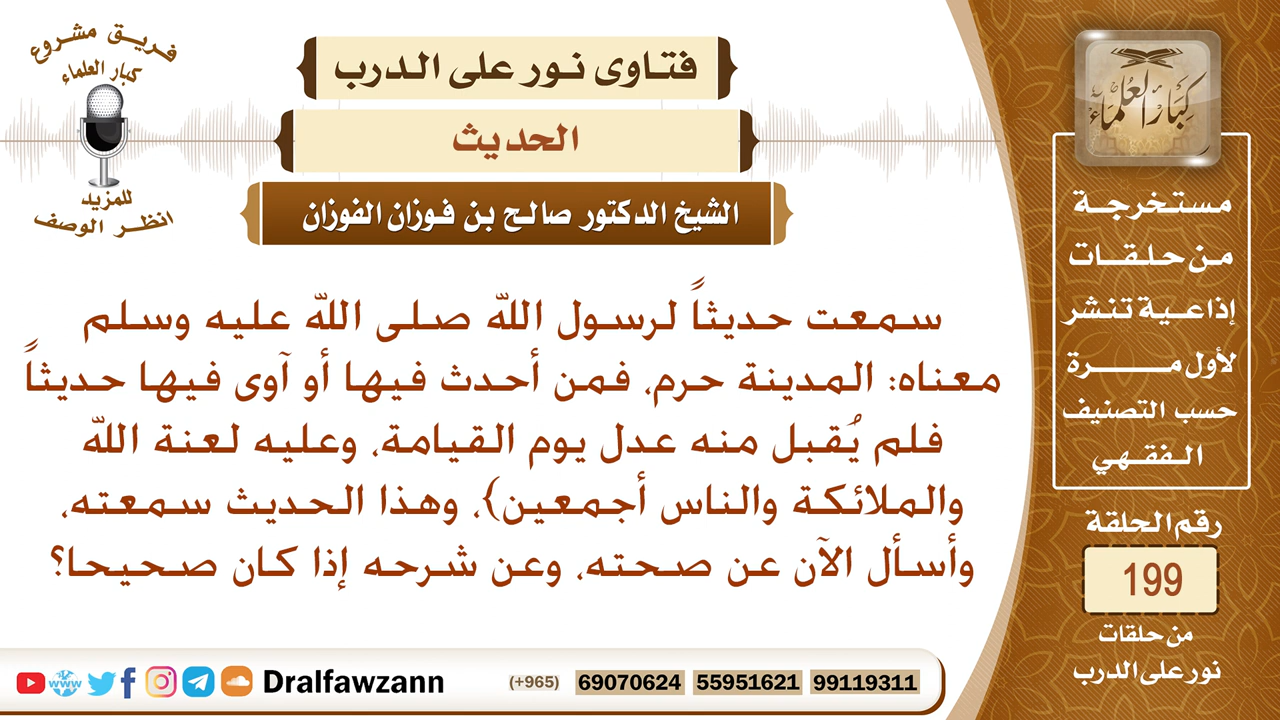 فريق مشروع
كبار العلماء
للمزيد
انظر الوصف
فتاوى نور على الدرب
الحديث
الشيخ الدكتور صالح بن فوزان الفوزان
سمعت حديثاً لرسول الله صلى الله عليه وسلم
معناه: المدينة حرم، فمن أحدث فيها أو آوى فيها حديثاً
فلم يُقبل منه عدل يوم القيامة، وعليه لعنة الله
والملائكة والناس أجمعين)، وهذا الحديث سمعته،
وأسأل الآن عن صحته، وعن شرحه إذا كان صحيحا؟
كبار العلماء
مستخرجة
من حلقات
إذاعية تنشر
لأول مرة
حسب التصنيف
الفقهي
رقم الحلقة
199
من حلقات
نور على الدرب
www Dralfawzann (+965) 69070624 55951621 99119311